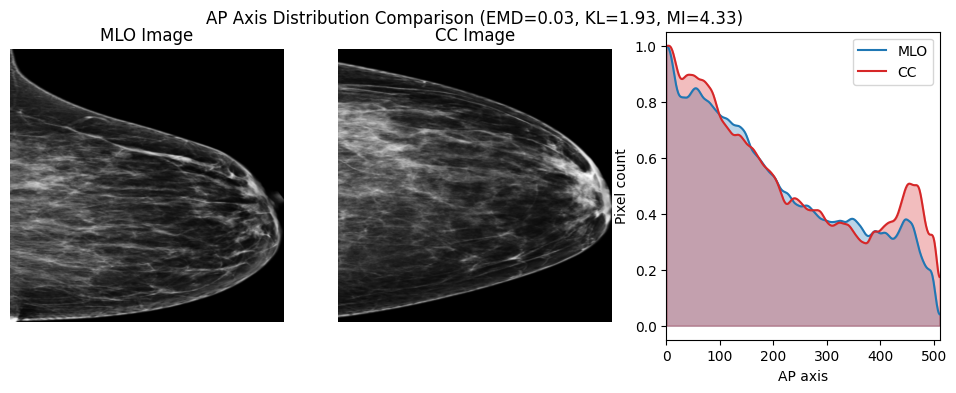 AP Axis Distribution Comparison (EMD=0.03, KL=1.93, MI=4.33)
MLO Image
CC Image
MLO
CC
Pixel count
1.0
0.8
0.6
0.4
0.2
0.0
0 100 200 300 400 500
AP axis